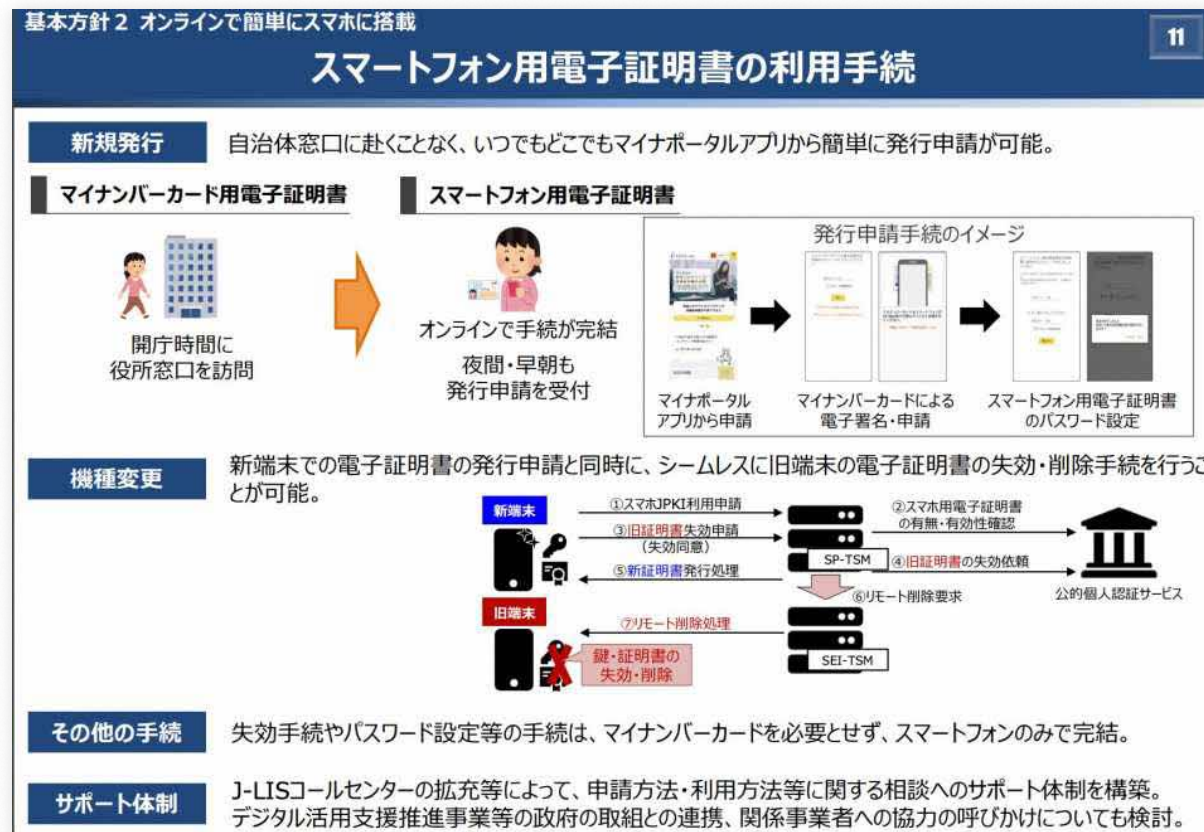 基本方針２ オンラインで簡単にスマホに搭載
11
スマートフォン用電子証明書の利用手続
新規発行
自治体窓口に赴くことなく、いつでもどこでもマイナポータルアプリから簡単に発行申請が可能。
マイナンバーカード用電子証明書
スマートフォン用電子証明書
開庁時間に
役所窓口を訪問
オンラインで手続が完結
夜間・早朝も
発行申請を受付
発行申請手続のイメージ
マイナポータル
アプリから申請
マイナンバーカードによる
電子署名・申請
スマートフォン用電子証明書
のパスワード設定
機種変更
新端末での電子証明書の発行申請と同時に、シームレスに旧端末の電子証明書の失効・削除手続を行うこ
とが可能。
新端末
①スマホJPKI利用申請
③旧証明書失効申請
（失効同意）
⑤新証明書発行処理
SP-TSM
②スマホ用電子証明書
の有無・有効性確認
④旧証明書の失効依頼
公的個人認証サービス
⑥リモート削除要求
旧端末
⑦リモート削除処理
鍵・証明書の
失効・削除
SEI-TSM
その他の手続
失効手続やパスワード設定等の手続は、マイナンバーカードを必要とせず、スマートフォンのみで完結。
サポート体制
J-LISコールセンターの拡充等によって、申請方法・利用方法等に関する相談へのサポート体制を構築。
デジタル活用支援推進事業等の政府の取組との連携、関係事業者への協力の呼びかけについても検討。